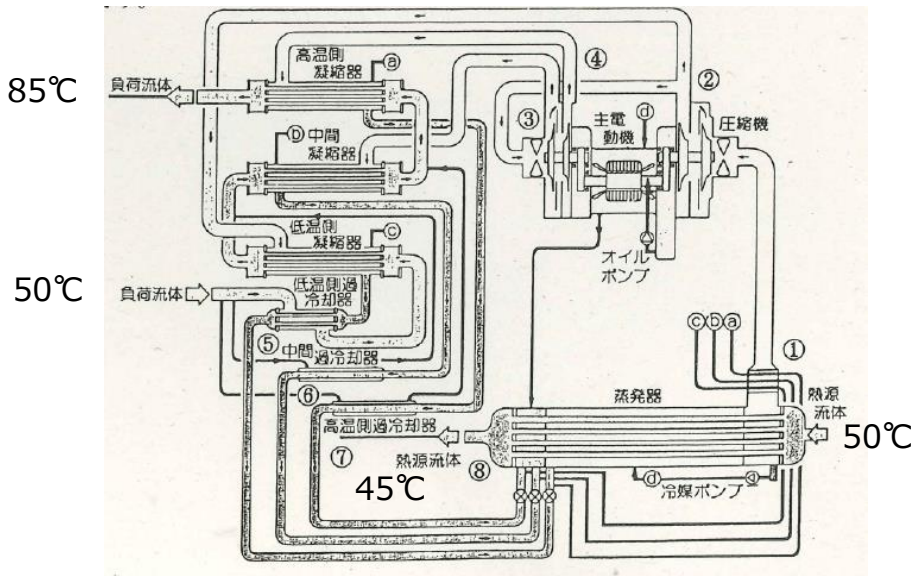 85℃
負荷流体
高温側
凝縮器
ⓐ
④
②
③
主電
動機
ⓓ
圧縮機
ⓑ
中間
凝縮器
低温側
凝縮器
ⓒ
オイル
ポンプ
50℃
負荷流体
低温側過
冷却器
⑤
中間過冷却器
ⓒ
ⓑ
ⓐ
①
⑥
蒸発器
熱源
流体
50℃
高温側過冷却器
⑦
熱源流体
⑧
45℃
ⓓ
冷媒ポンプ